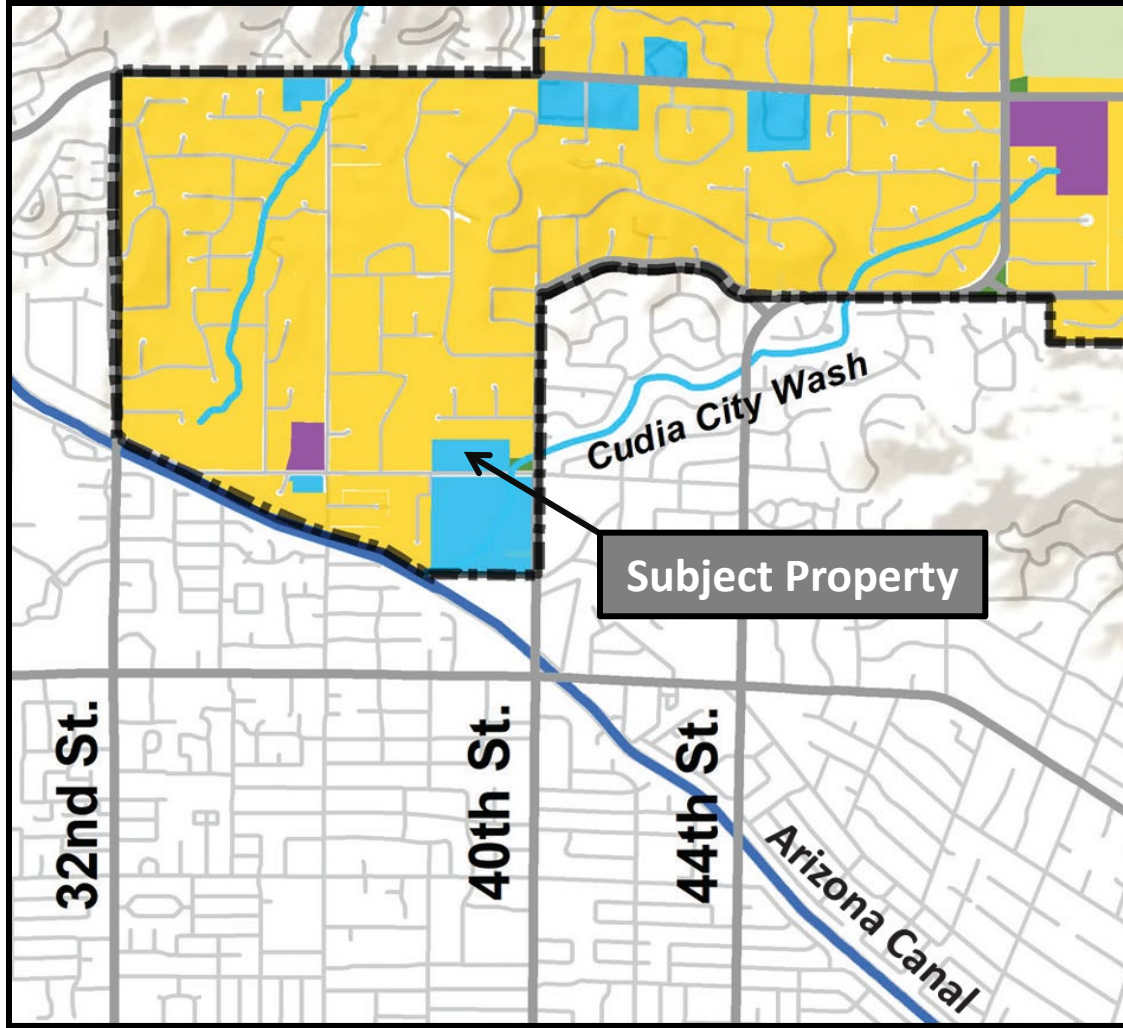 Cudia City Wash
Subject Property
32nd St.
40th St.
44th St.
Arizona Canal